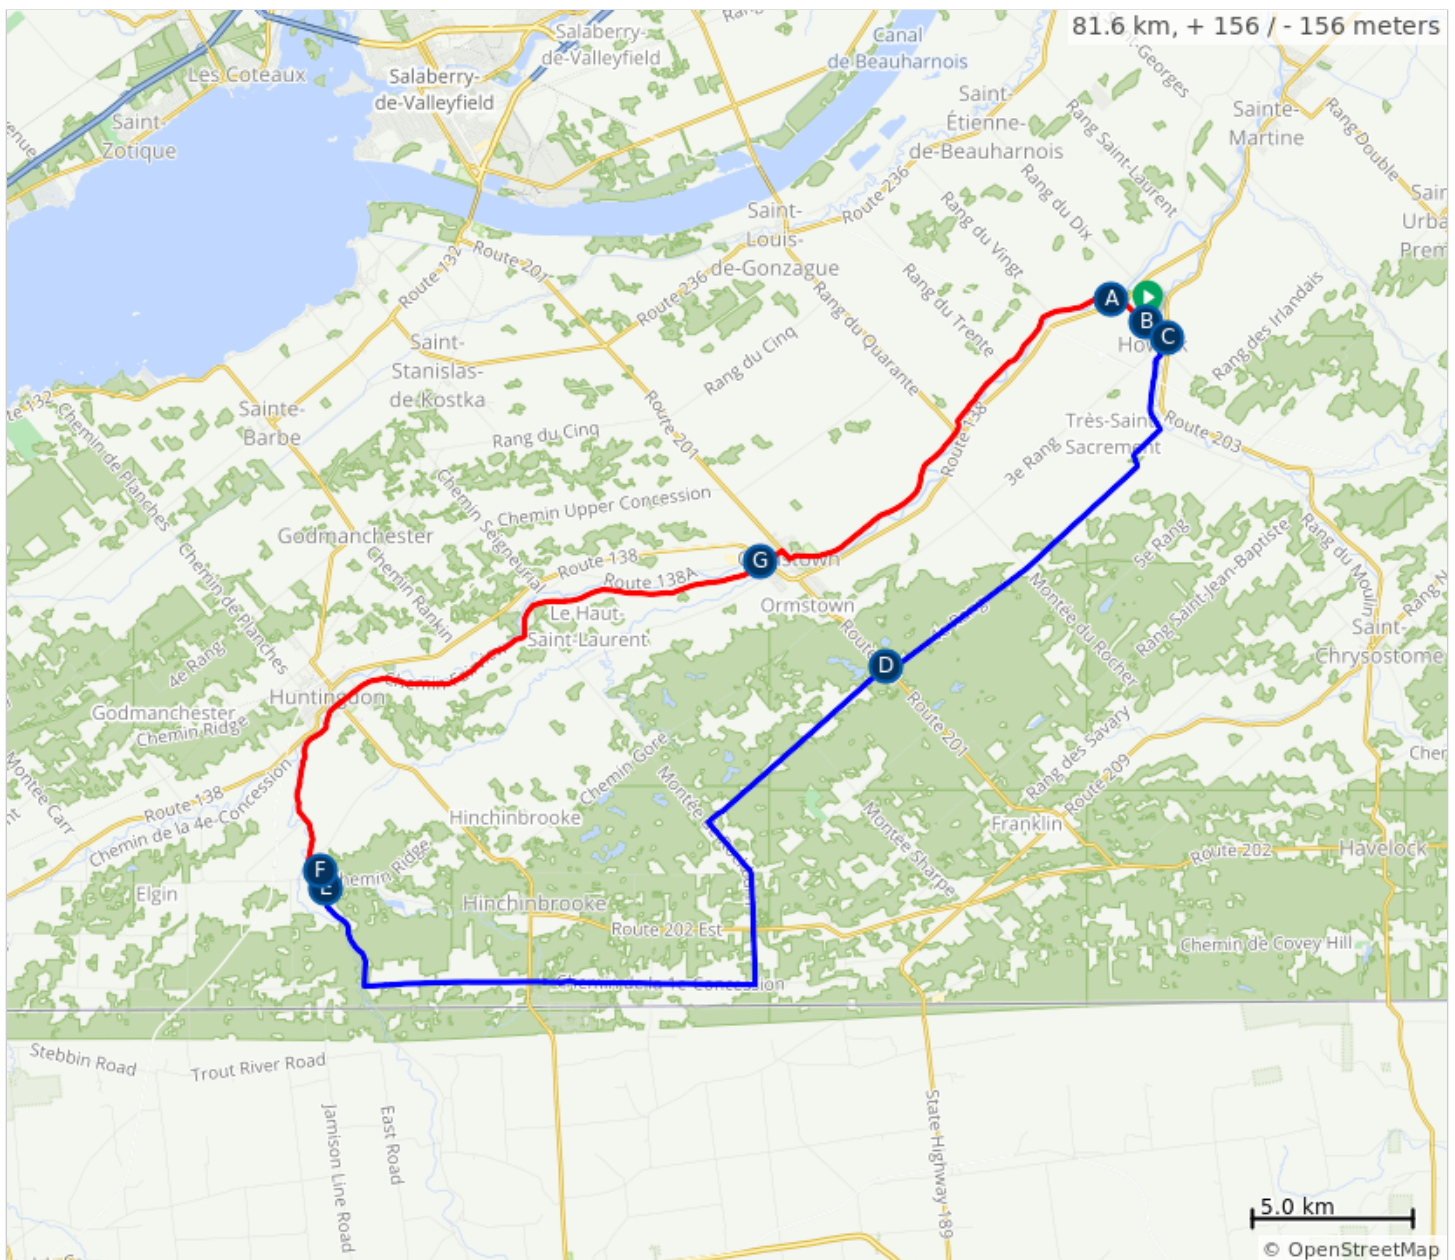 81.6 km, + 156 / - 156 meters
Salaberry-
de-Valleyfield
Canal
de Beauharnois
Les Coteaux
Salaberry-
de-Valleyfield
Saint-
Zotique
Saint-
Étienne-
de-Beauharnois
Sainte-
Martine
Rang Double
Rang Saint-Laurent
Rang du Dix
Route 236
Rang du Vingt
Saint-
Louis-
de-Gonzague
Route 132
Route 201
Route 236
Rang du Trente
Rang du Quarante
Rang des Irlandais
A
B
C
Saint-
Stanislas-
de-Kostka
Rang du Cinq
Sainte-
Barbe
Chemin de Planches
Rang du Cinq
Route 201
Route 138
Très-Saint-
Sacrement
Route 203
3e Rang
Chemin Seigneurial
Chemin Upper Concession
Godmanchester
Chemin Rankin
Route 138
Route 138A
G
Ormstown
5e Rang
Rang Saint-Jean-Baptiste
Rang du Moulin
Chemin de Planches
Le Haut-
Saint-Laurent
Montée du Rocher
Saint-
Chrysostome
4e Rang
Huntingdon
D
Route 201
Godmanchester
Chemin Ridge
Chemin Gore
Rang des Savary
Route 209
Montée Carr
Route 138
Chemin de la 4e-Concession
Hinchinbrooke
Montée Sharpe
Franklin
Route 202
Havelock
F
E
Chemin Ridge
Elgin
Hinchinbrooke
Route 202 Est
Chemin de Covey Hill
Chemin de la 1e-Concession
Stebbin Road
Trout River Road
Jamison Line Road
East Road
State Highway 189
5.0 km
© OpenStreetMap